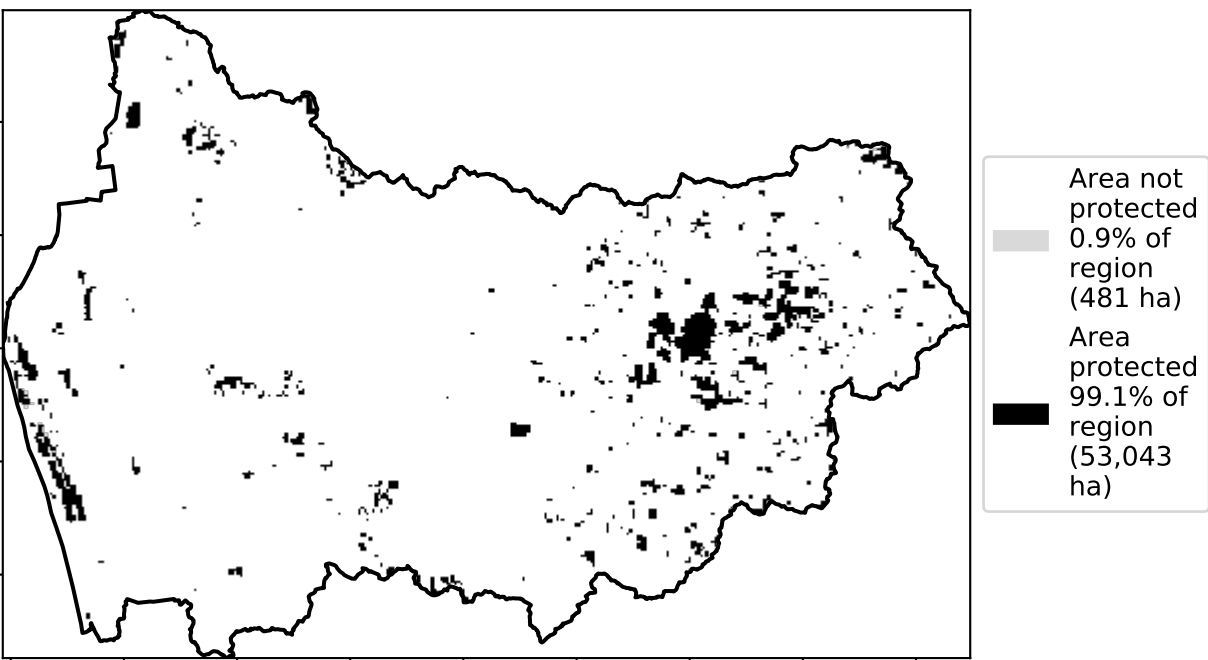 Area not
protected
0.9% of
region
(481 ha)
Area
protected
99.1% of
region
(53,043
ha)